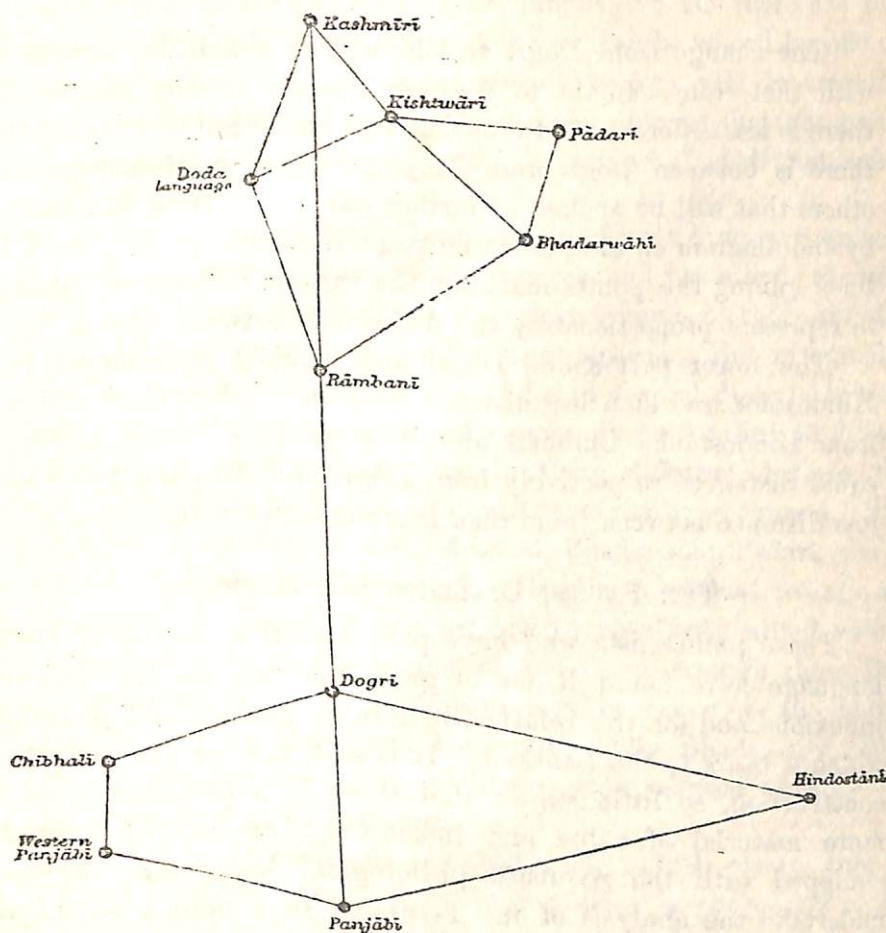 Kashmīrī
Kishtwārī
Pādarī
Doda
language
Bhadarwāhī
Rāmbanī
Dogrī
Chibhālī
Hindostānī
Western
Panjābī
Panjābī